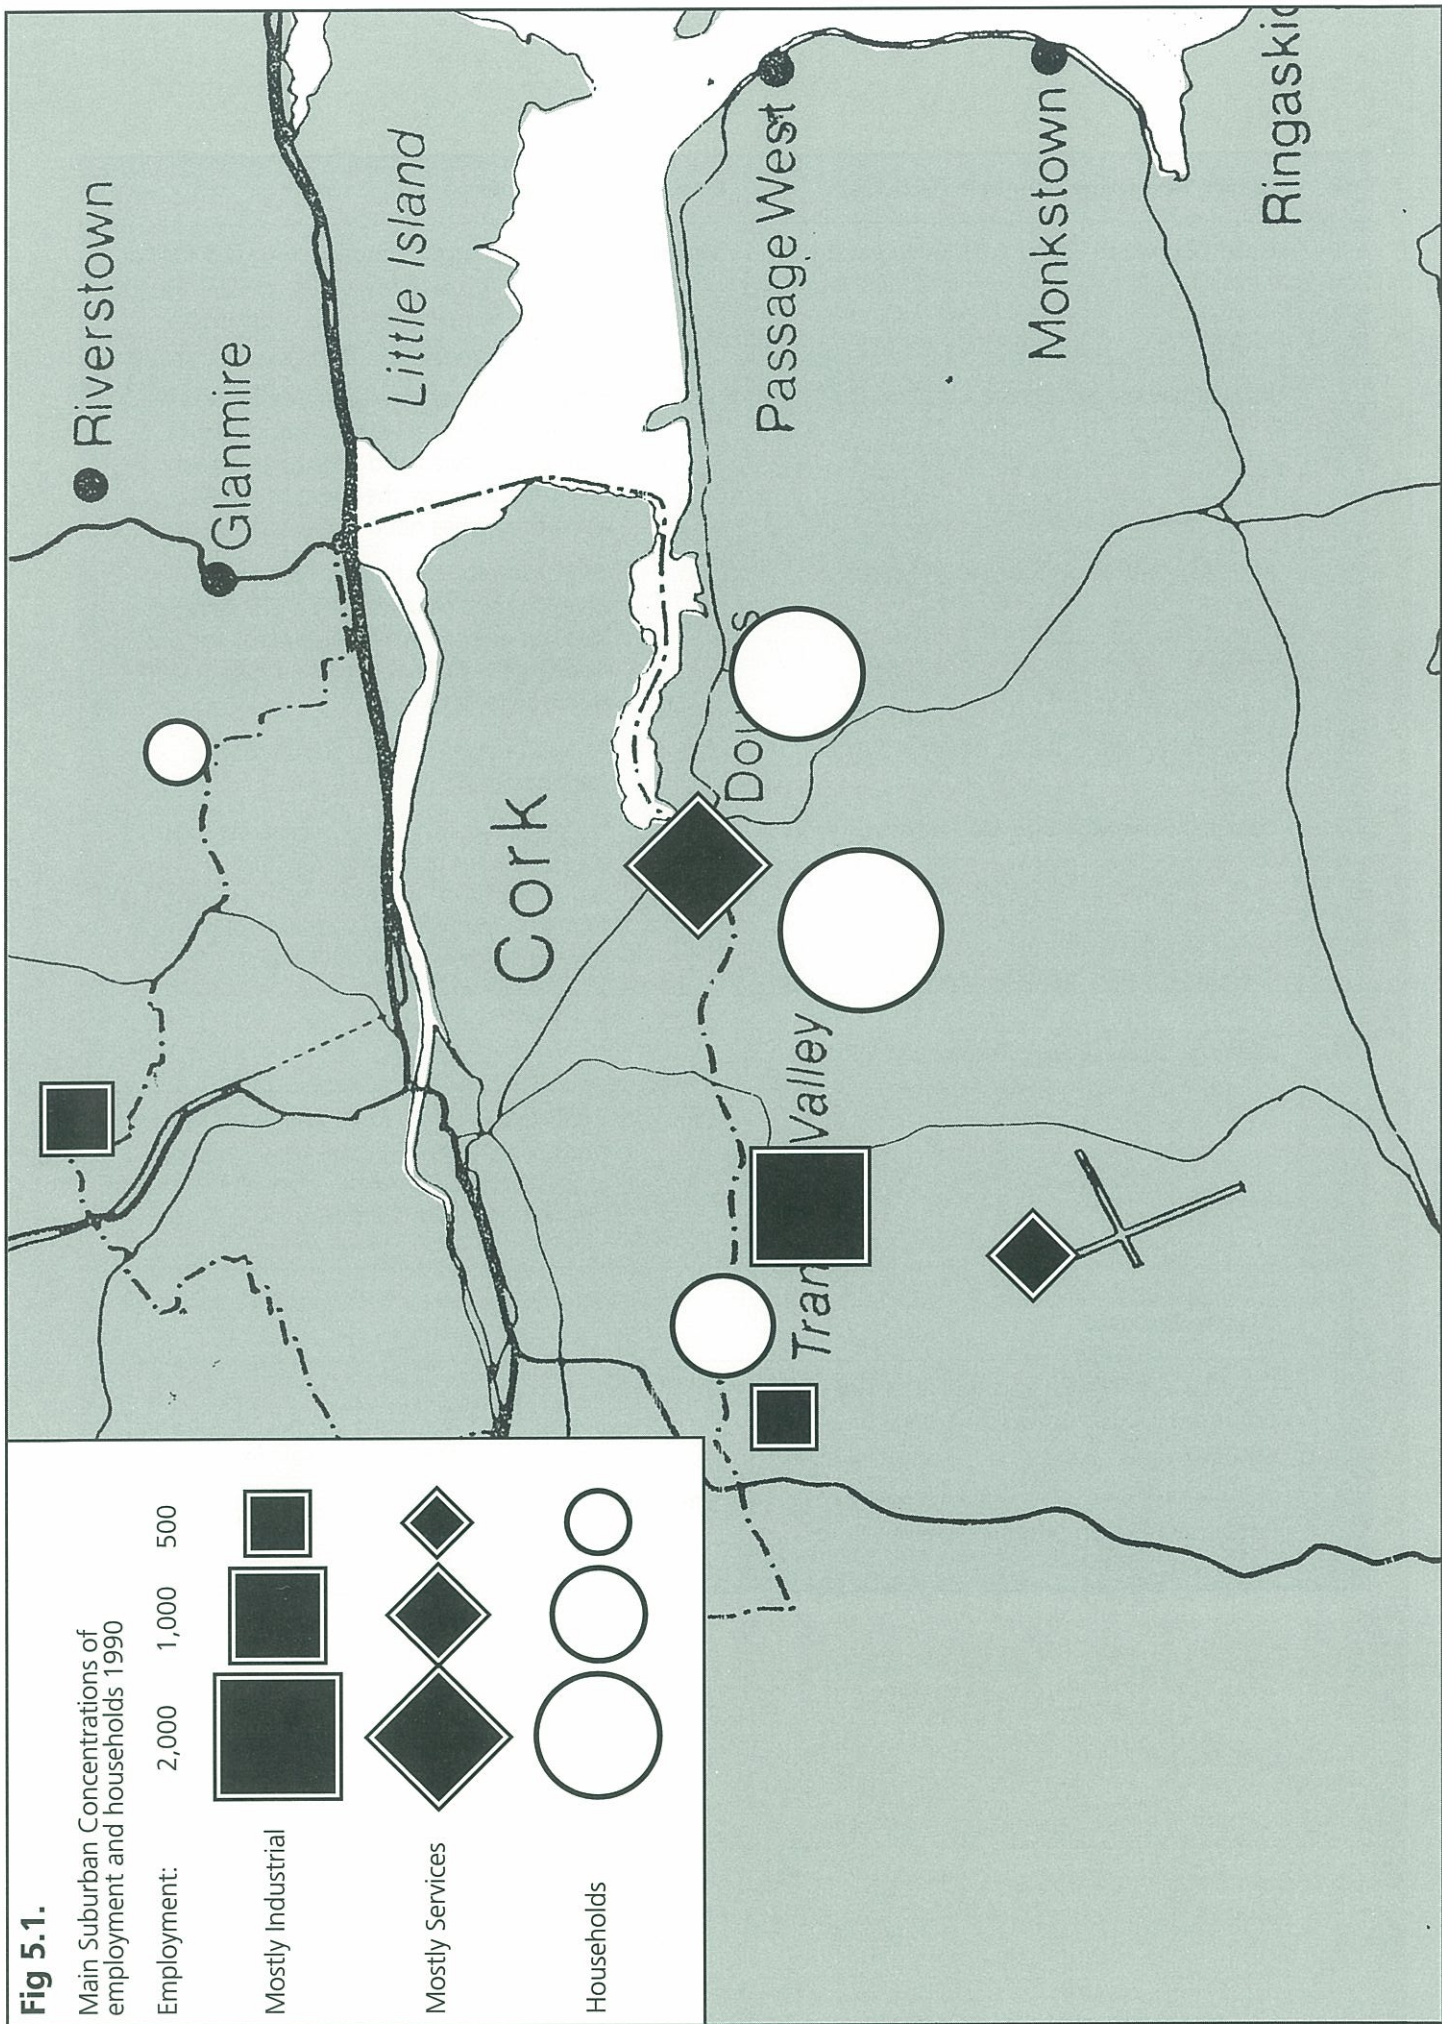 Fig 5.1.
Main Suburban Concentrations of
employment and households 1990
Employment: 2,000 1,000 500
Mostly Industrial
Mostly Services
Households
Riverstown
Glanmire
Little Island
Cork
Passage West
Monkstown
Valley